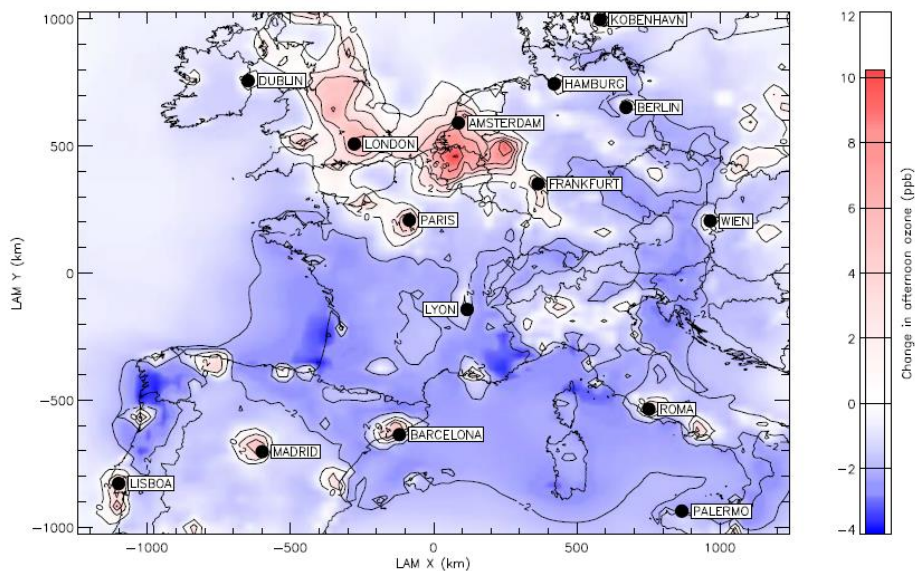 1000
500
0
−500
−1000
LAM Y (km)
−1000
−500
0
500
1000
LAM X (km)
KOBENHAVN
DUBLIN
HAMBURG
BERLIN
AMSTERDAM
LONDON
FRANKFURT
PARIS
WIEN
LYON
ROMA
BARCELONA
MADRID
LISBOA
PALERMO
12
10
8
6
4
2
0
−2
−4
Change in afternoon ozone (ppb)